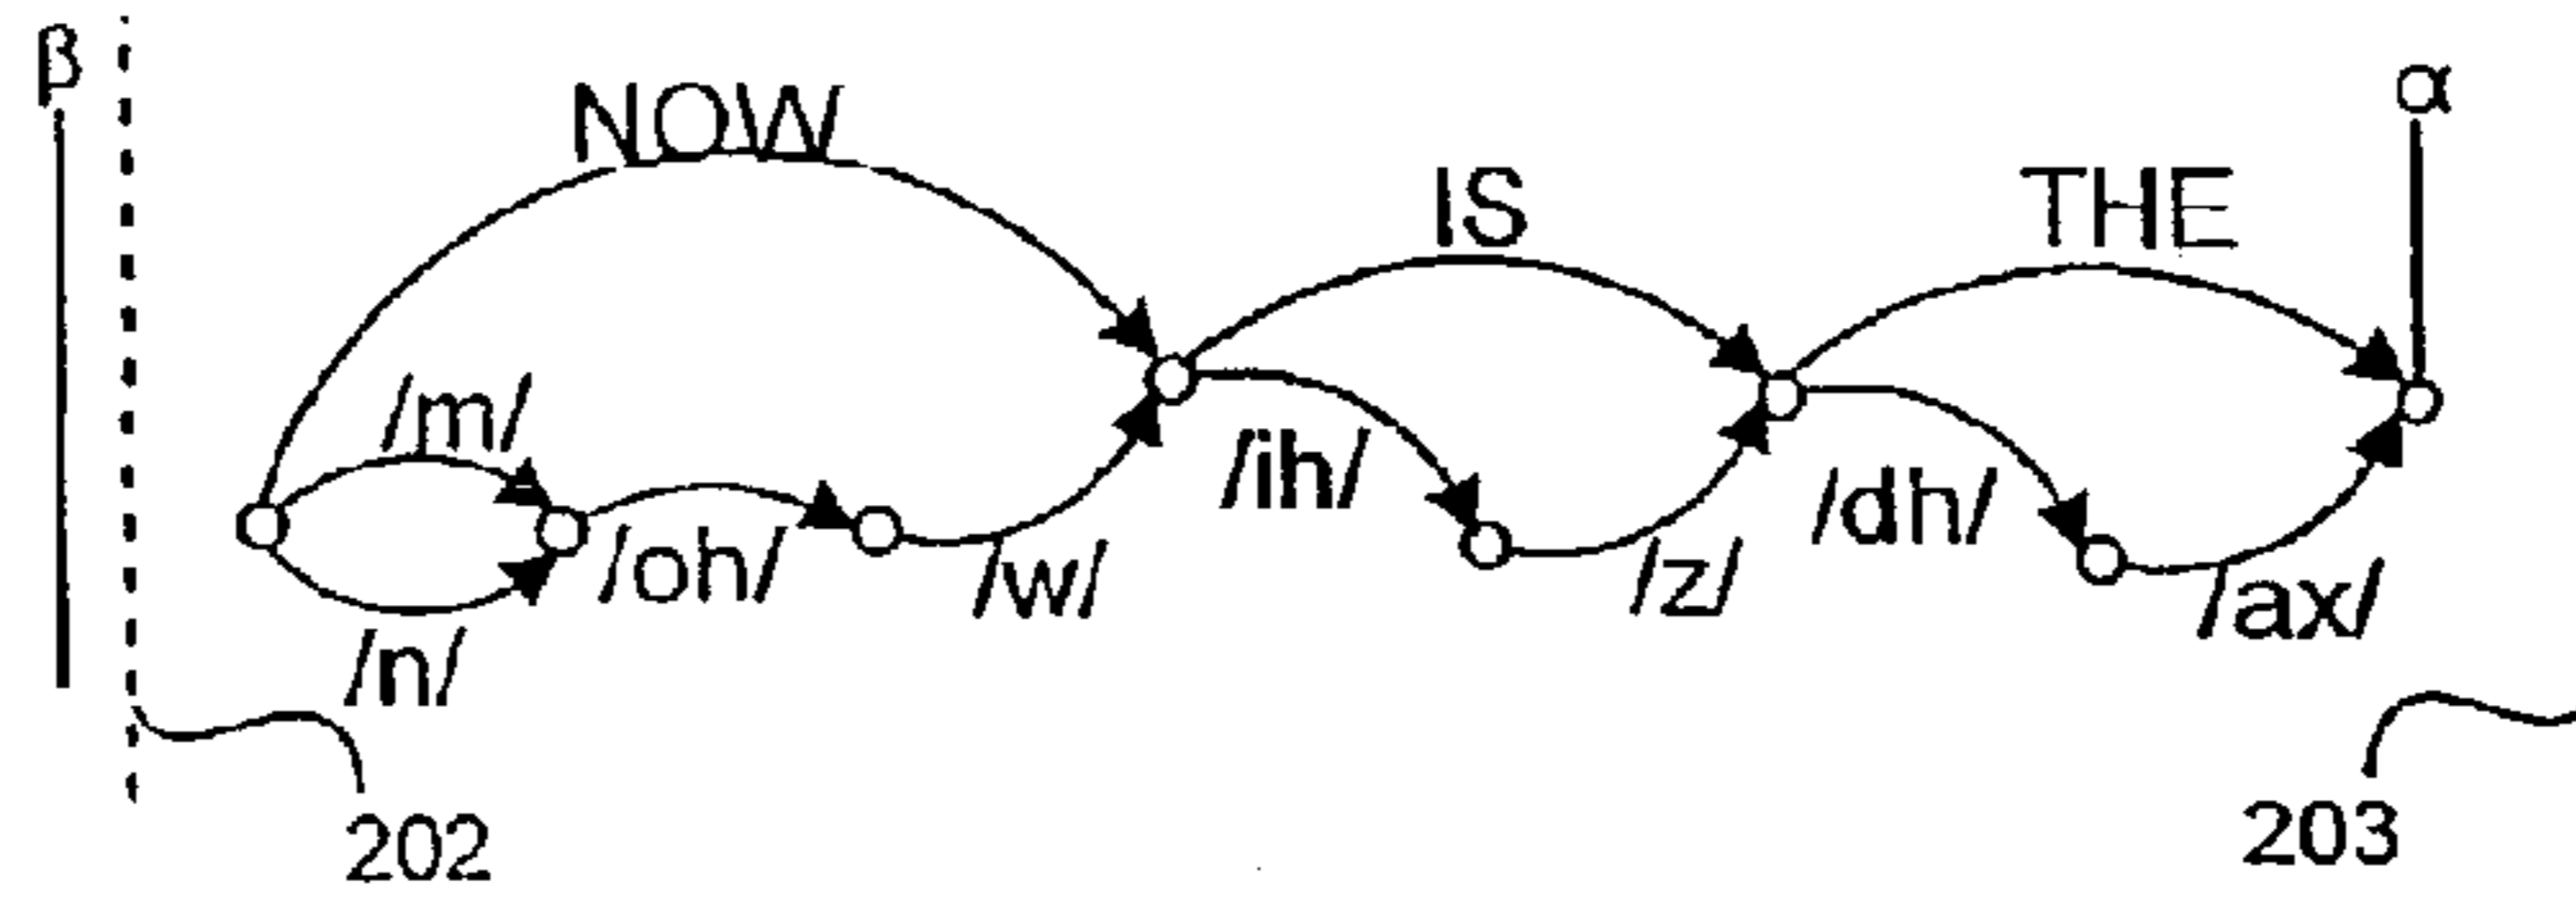 β
NOW
α
IS
THE
/m/
/ih/
/dh/
/oh/
/w/
/z/
/ax/
/n/
202
203